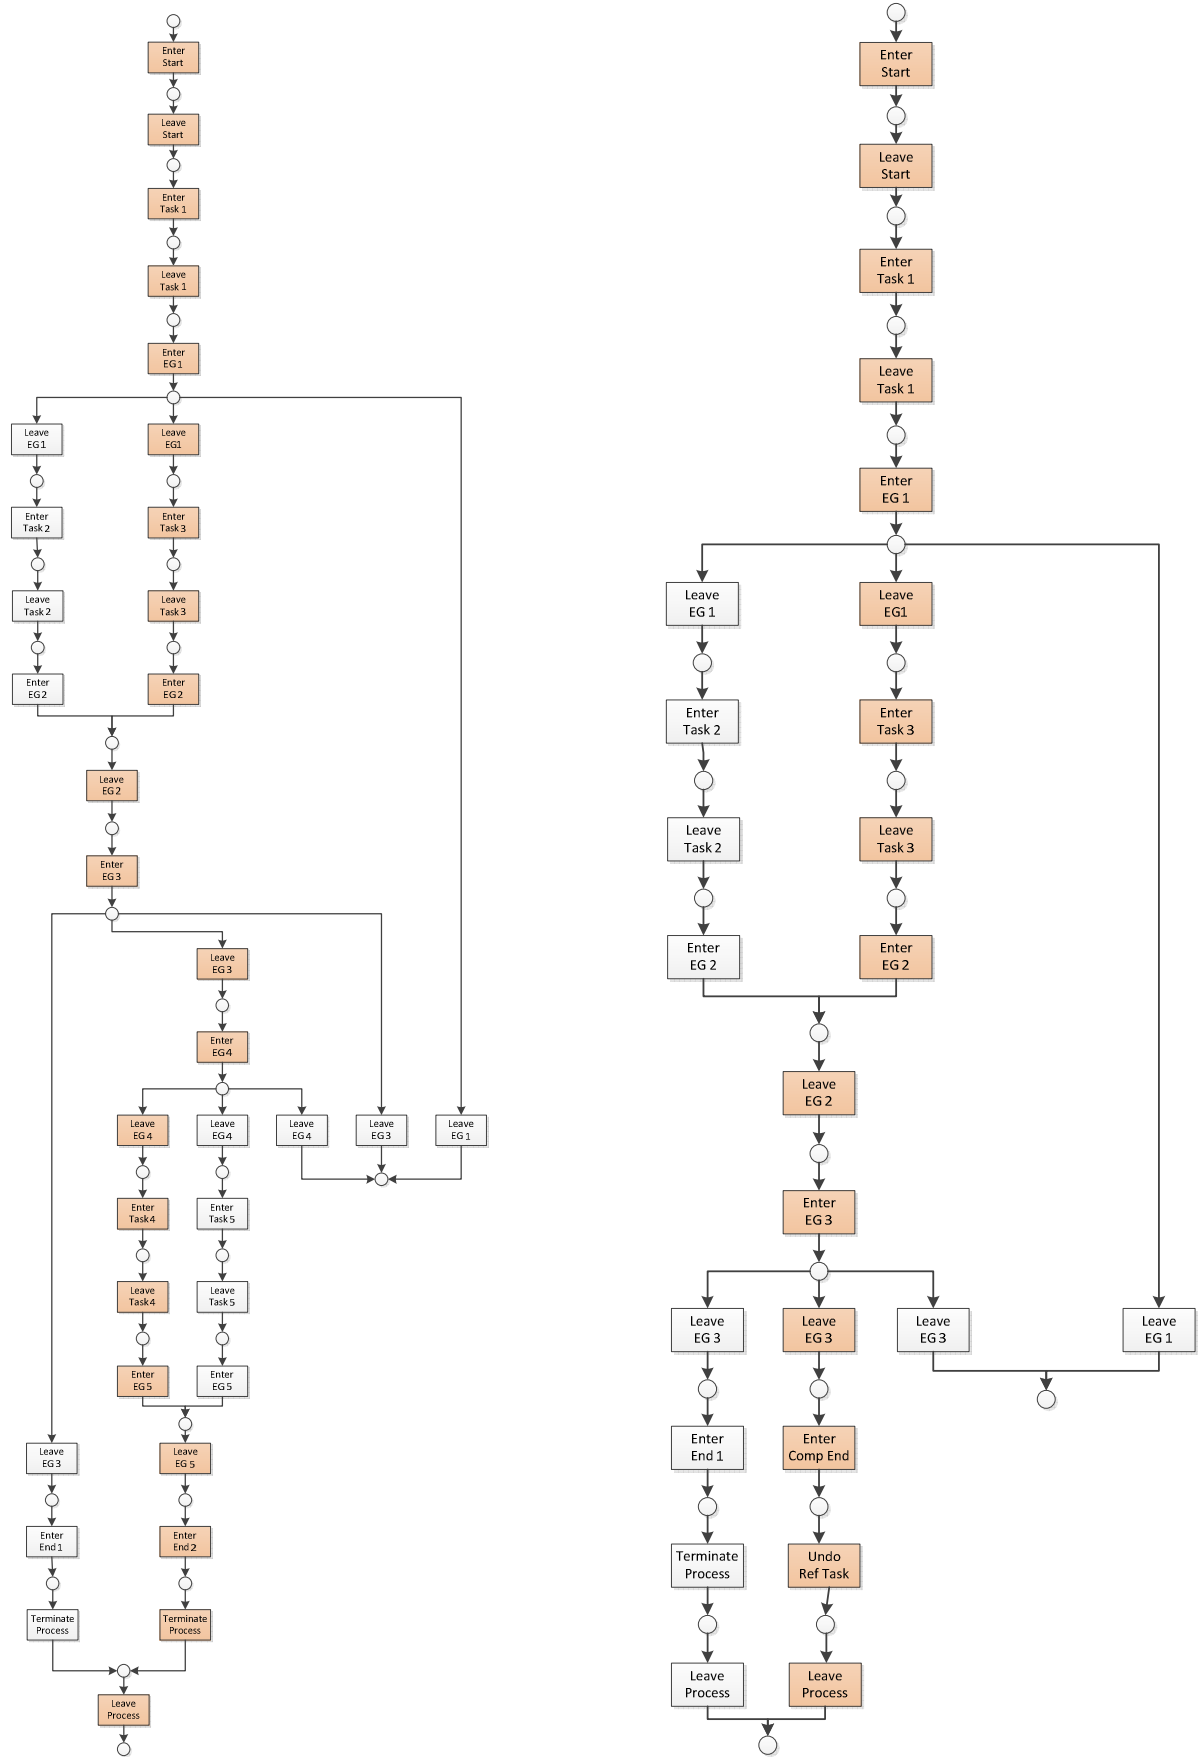 Enter
Start
Leave
Start
Enter
Task 1
Leave
Task 1
Enter
EG 1
Leave
EG 1
Leave
EG1
Enter
Task 2
Enter
Task 3
Leave
Task 2
Leave
Task 3
Enter
EG 2
Enter
EG 2
Leave
EG 2
Enter
EG 3
Leave
EG 3
Enter
EG 4
Leave
EG 4
Leave
EG 4
Leave
EG 4
Leave
EG 3
Leave
EG 1
Enter
Task 4
Enter
Task 5
Leave
Task 4
Leave
Task 5
Enter
EG 5
Enter
EG 5
Leave
EG 3
Leave
EG 5
Enter
End 1
Enter
End 2
Terminate
Process
Terminate
Process
Leave
Process
Enter
Start
Leave
Start
Enter
Task 1
Leave
Task 1
Enter
EG 1
Leave
EG 1
Leave
EG1
Enter
Task 2
Enter
Task 3
Leave
Task 2
Leave
Task 3
Enter
EG 2
Enter
EG 2
Leave
EG 2
Enter
EG 3
Leave
EG 3
Leave
EG 3
Leave
EG 3
Leave
EG 1
Enter
End 1
Enter
Comp End
Terminate
Process
Undo
Ref Task
Leave
Process
Leave
Process